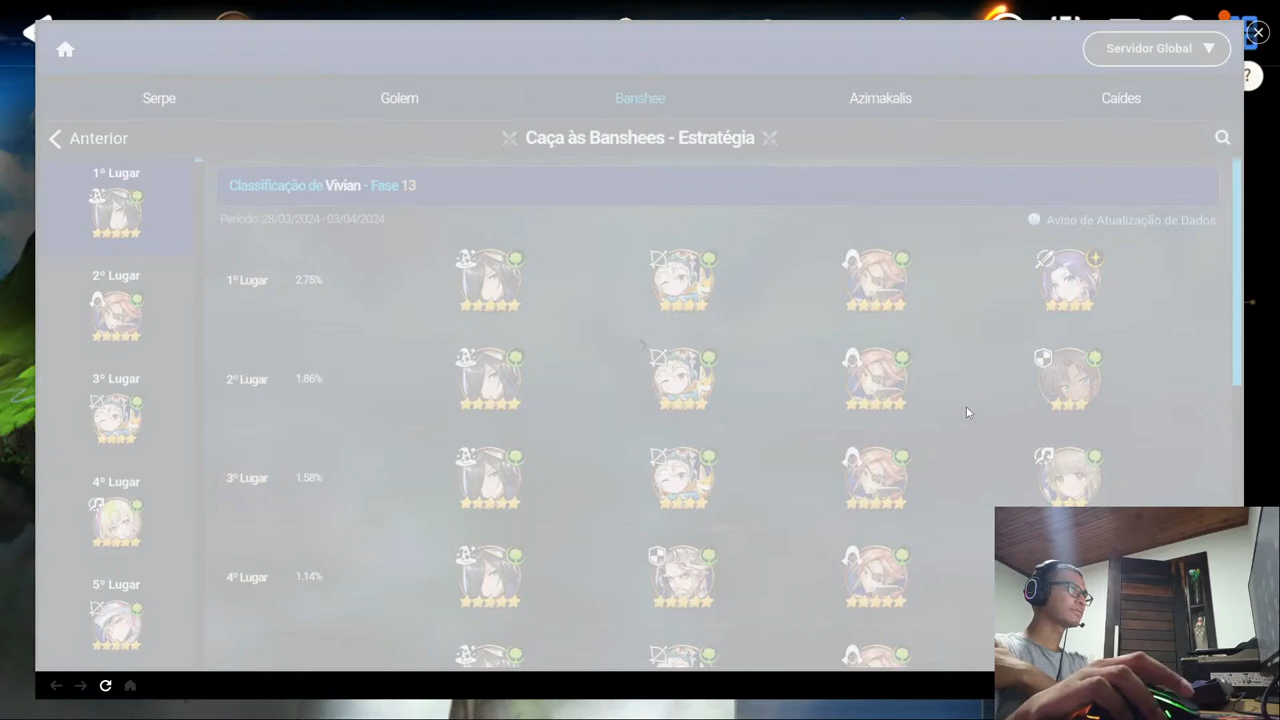 Servidor Global ▼
?
Serpe
Golem
Banshee
Azimakalis
Caídes
Anterior
Caça às Banshees - Estratégia
1º Lugar
2º Lugar
3º Lugar
4º Lugar
5º Lugar
Classificação de Vivian - Fase 13
Período: 28/03/2024 - 03/04/2024
Aviso de Atualização de Dados
1º Lugar 2.75%
2º Lugar 1.86%
3º Lugar 1.58%
4º Lugar 1.14%